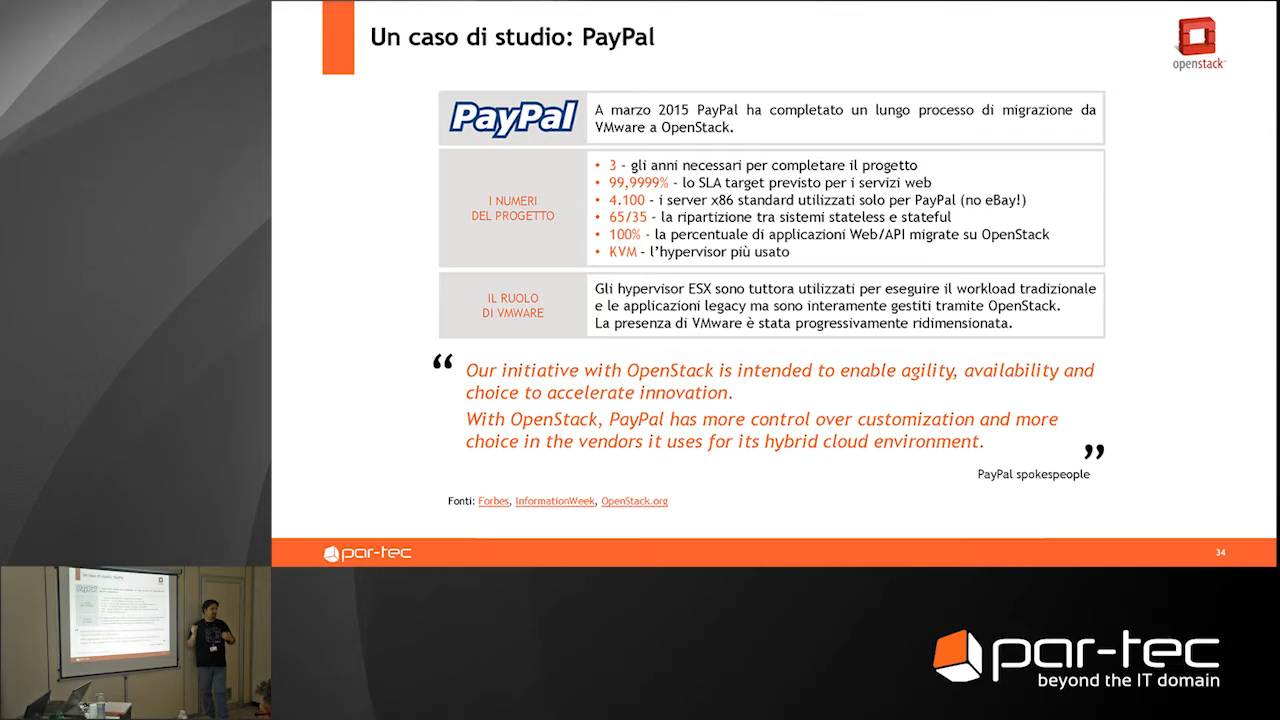 Un caso di studio: PayPal
openstack™
PayPal
A marzo 2015 PayPal ha completato un lungo processo di migrazione da
VMware a OpenStack.
I NUMERI
DEL PROGETTO
• 3 - gli anni necessari per completare il progetto
• 99,9999% - lo SLA target previsto per i servizi web
• 4.100 - i server x86 standard utilizzati solo per PayPal (no eBay!)
• 65/35 - la ripartizione tra sistemi stateless e stateful
• 100% - la percentuale di applicazioni Web/API migrate su OpenStack
• KVM - l'hypervisor più usato
IL RUOLO
DI VMWARE
Gli hypervisor ESX sono tuttora utilizzati per eseguire il workload tradizionale
e le applicazioni legacy ma sono interamente gestiti tramite OpenStack.
La presenza di VMware è stata progressivamente ridimensionata.
“ Our initiative with OpenStack is intended to enable agility, availability and
choice to accelerate innovation.
With OpenStack, PayPal has more control over customization and more
choice in the vendors it uses for its hybrid cloud environment. ”
PayPal spokespeople
Fonti: Forbes, InformationWeek, OpenStack.org
par-tec
34
Un caso di studio: PayPal
PayPal
par-tec
beyond the IT domain